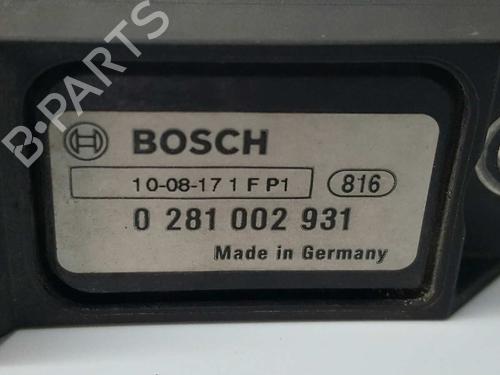 B-PARTS
BOSCH
10-08-17 1 F P1 816
0 281 002 931
Made in Germany